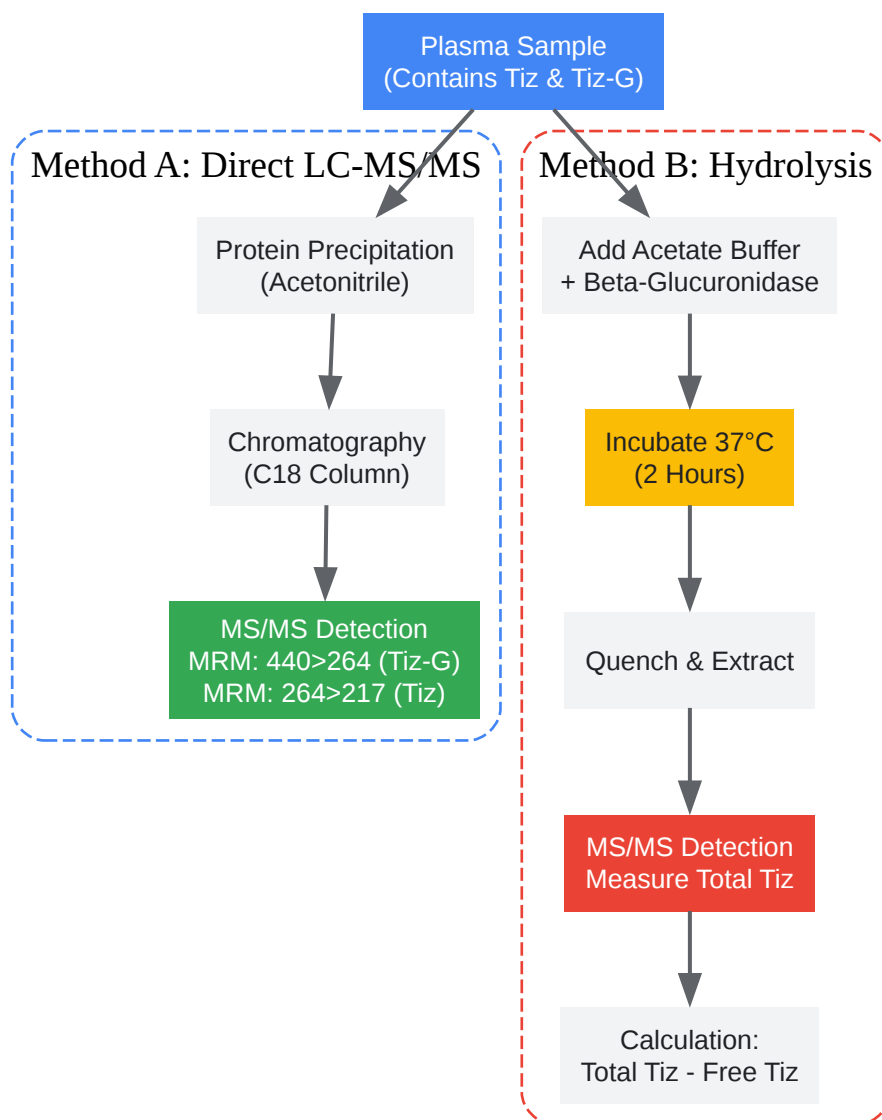 Plasma Sample
(Contains Tiz & Tiz-G)
Method A: Direct LC-MS/MS
Protein Precipitation
(Acetonitrile)
Chromatography
(C18 Column)
MS/MS Detection
MRM: 440>264 (Tiz-G)
MRM: 264>217 (Tiz)
Method B: Hydrolysis
Add Acetate Buffer
+ Beta-Glucuronidase
Incubate 37°C
(2 Hours)
Quench & Extract
MS/MS Detection
Measure Total Tiz
Calculation:
Total Tiz - Free Tiz